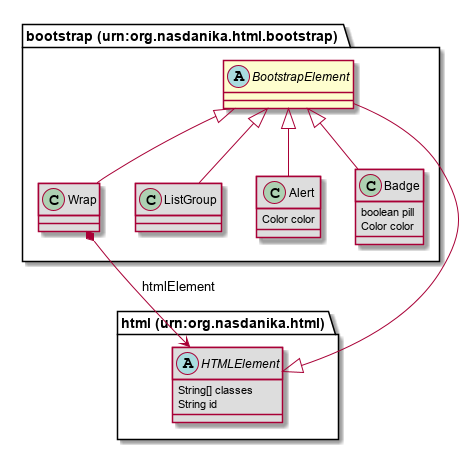 bootstrap (urn:org.nasdanika.html.bootstrap)
A BootstrapElement
C Wrap
C ListGroup
C Alert
Color color
C Badge
boolean pill
Color color
htmlElement
html (urn:org.nasdanika.html)
A HTMLElement
String[] classes
String id